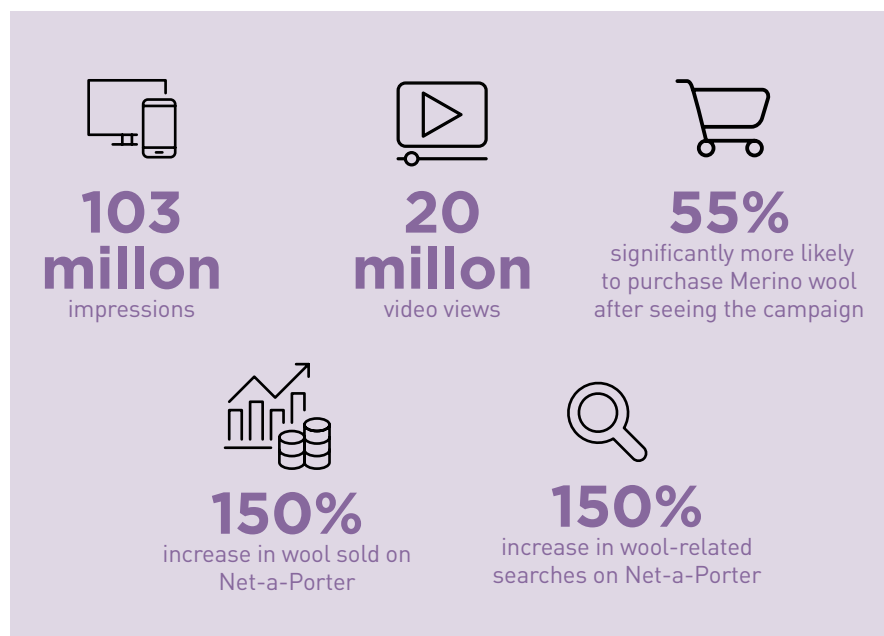 103
millon
impressions
20
millon
video views
55%
significantly more likely
to purchase Merino wool
after seeing the campaign
150%
increase in wool sold on
Net-a-Porter
150%
increase in wool-related
searches on Net-a-Porter